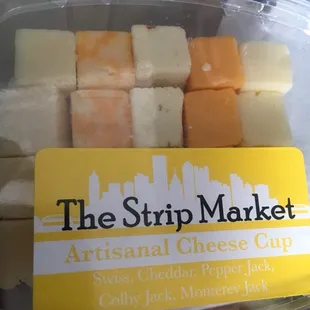 The Strip Market
Artisanal Cheese Cup
Swiss, Cheddar, Pepper Jack,
Colby Jack, Monterey Jack